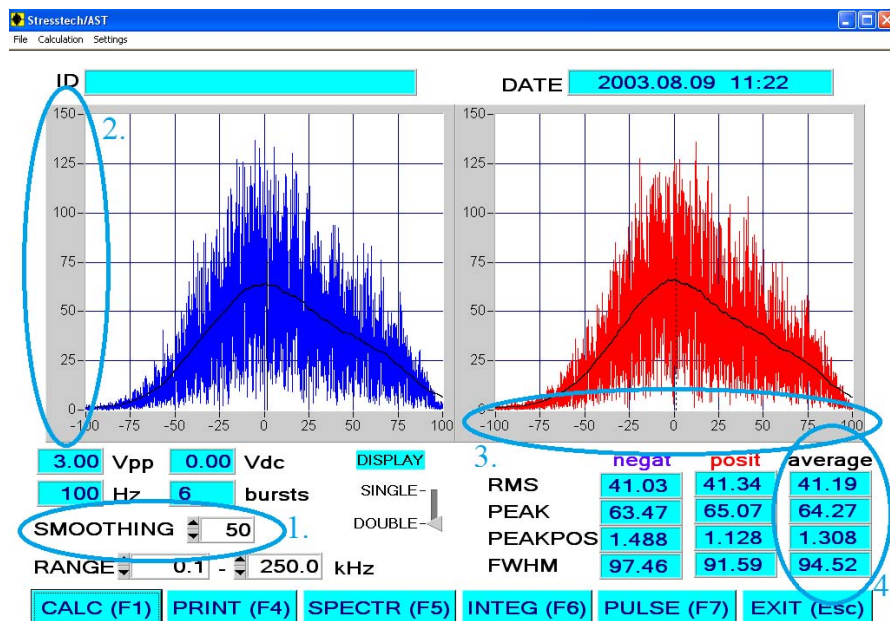 Stresstech/AST
File Calculation Settings
ID DATE 2003.08.09 11:22
150 2. 150
125 125
100 100
75 75
50 50
25 25
0 0
-100 -75 -50 -25 0 25 50 75 100 -100 -75 -50 -25 0 25 50 75 100
3.00 Vpp 0.00 Vdc DISPLAY 3. negat posit average
100 Hz 6 bursts SINGLE RMS 41.03 41.34 41.19
DOUBLE PEAK 63.47 65.07 64.27
SMOOTHING 50 1. PEAKPOS 1.488 1.128 1.308
RANGE 0.1 - 250.0 kHz FWHM 97.46 91.59 94.52
4
CALC (F1) PRINT (F4) SPECTR (F5) INTEG (F6) PULSE (F7) EXIT (Esc)